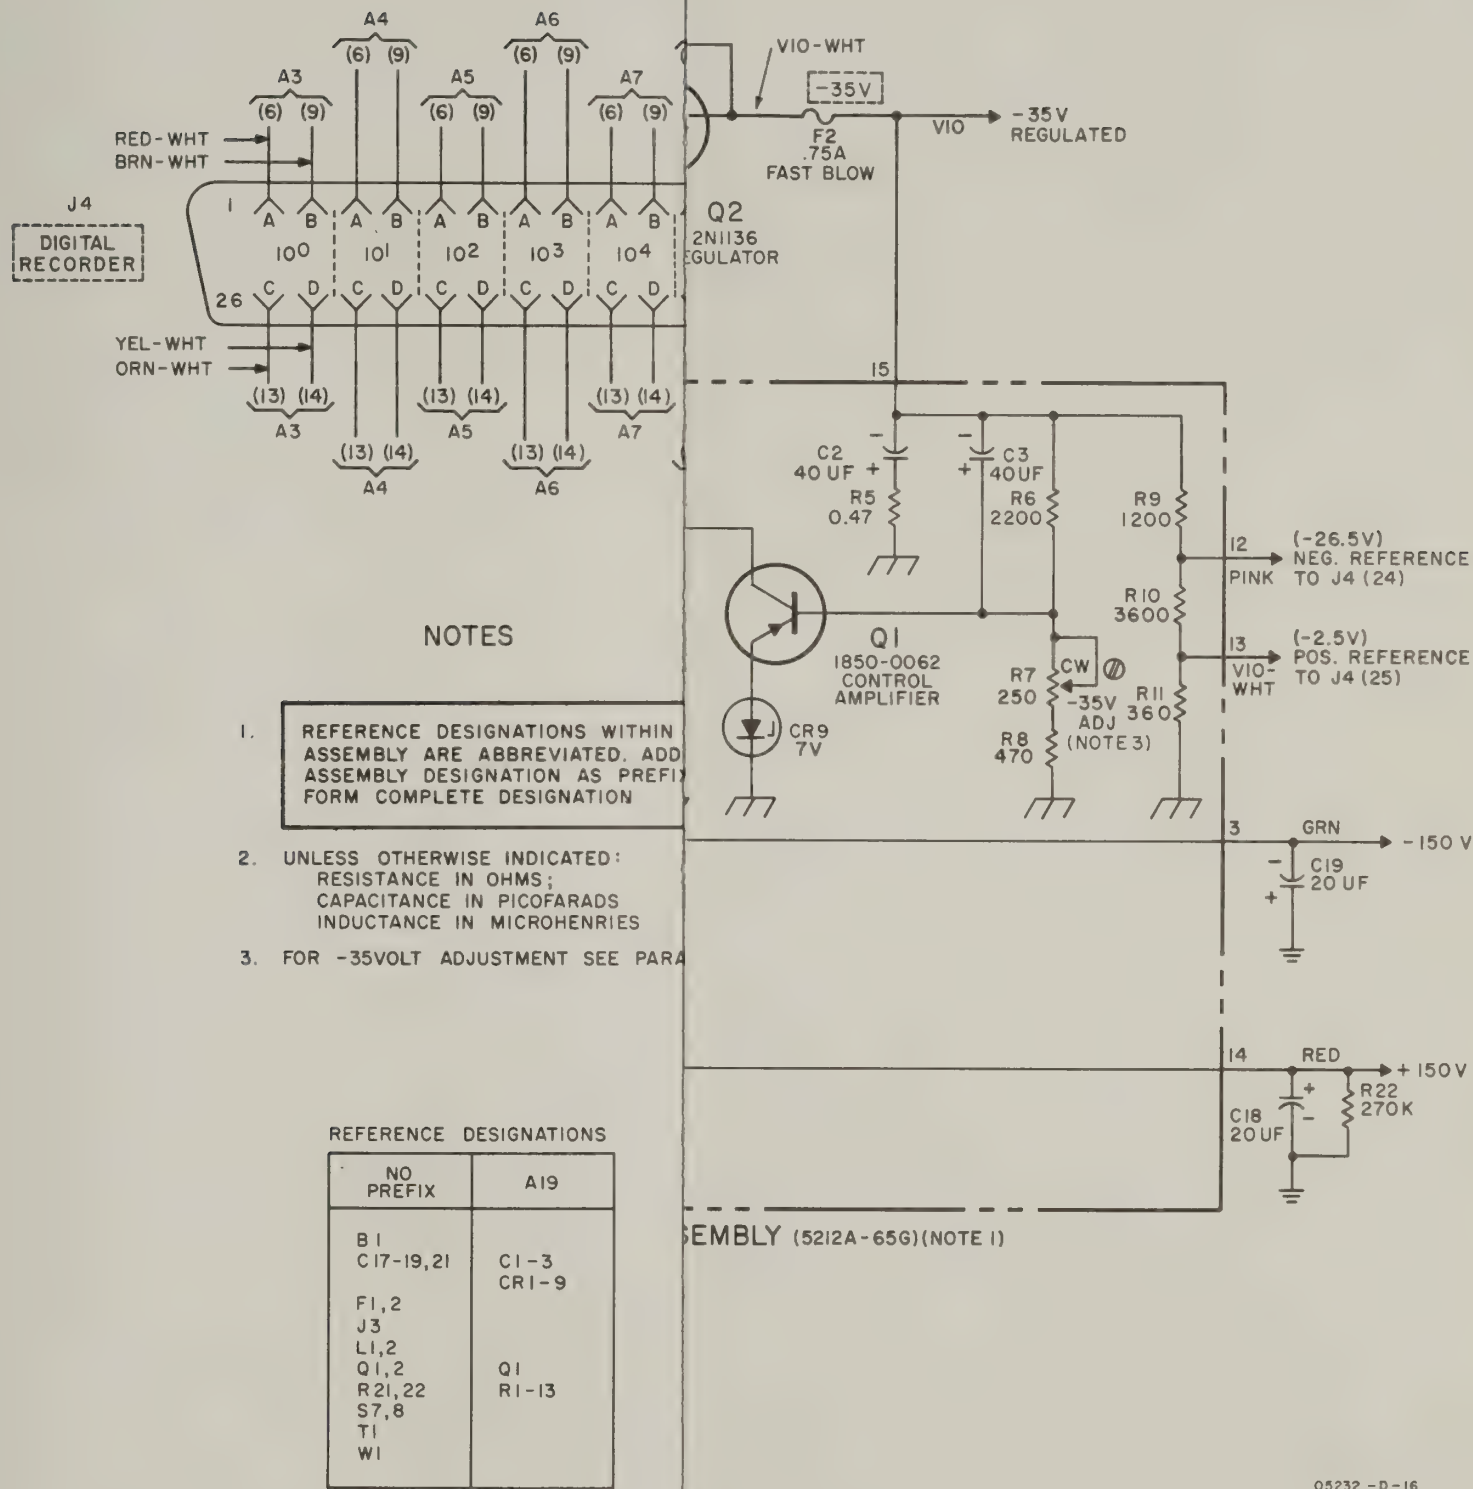 A4
A6
(6) (9)
(6) (9)
A3
A5
A7
(6) (9)
(6) (9)
(6) (9)
RED-WHT
BRN-WHT
J4
DIGITAL
RECORDER
1
A B A B A B A B A B
10⁰ 10¹ 10² 10³ 10⁴
26
C D C D C D C D C D
YEL-WHT
ORN-WHT
(13) (14)
(13) (14)
(13) (14)
A3
A5
A7
(13) (14)
(13) (14)
A4
A6
NOTES
1. REFERENCE DESIGNATIONS WITHIN
ASSEMBLY ARE ABBREVIATED. ADD
ASSEMBLY DESIGNATION AS PREFIX
FORM COMPLETE DESIGNATION
2. UNLESS OTHERWISE INDICATED:
RESISTANCE IN OHMS;
CAPACITANCE IN PICOFARADS
INDUCTANCE IN MICROHENRIES
3. FOR -35VOLT ADJUSTMENT SEE PARA
REFERENCE DESIGNATIONS
NO
PREFIX
A19
B1
C17-19,21 C1-3
CR1-9
F1,2
J3
L1,2
Q1,2 Q1
R21,22 R1-13
S7,8
T1
W1
VIO-WHT
-35V
F2
.75A
FAST BLOW
VIO
-35V
REGULATED
Q2
2N1136
EGULATOR
15
-
C2
40UF
+
R5
0.47
-
C3
40UF
+
R6
2200
R9
1200
12
PINK
(-26.5V)
NEG. REFERENCE
TO J4 (24)
R10
3600
13
VIO-
WHT
(-2.5V)
POS. REFERENCE
TO J4 (25)
R11
360
Q1
1850-0062
CONTROL
AMPLIFIER
R7
250
CW
-35V
ADJ
(NOTE 3)
R8
470
CR9
7V
3
GRN
-150V
-
C19
20UF
+
14
RED
+150V
+
C18
20UF
-
R22
270K
EMBLY (5212A-65G)(NOTE 1)
05232-D-16